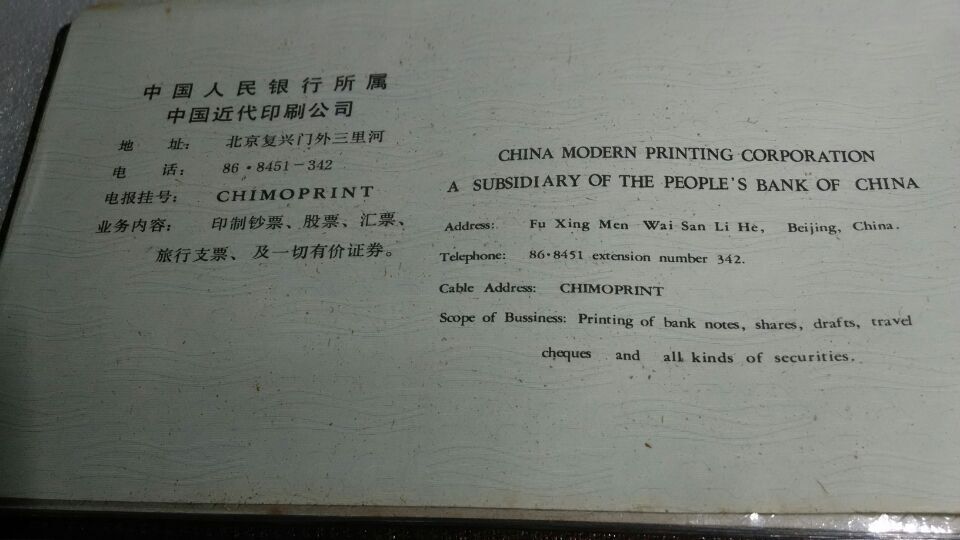 中国人民银行所属
中国近代印刷公司
地 址: 北京复兴门外三里河
电 话: 86·8451-342
电报挂号: CHIMOPRINT
业务内容: 印制钞票、股票、汇票、
旅行支票、及一切有价证券。
CHINA MODERN PRINTING CORPORATION
A SUBSIDIARY OF THE PEOPLE'S BANK OF CHINA
Address: Fu Xing Men Wai San Li He, Beijing, China.
Telephone: 86·8451 extension number 342.
Cable Address: CHIMOPRINT
Scope of Bussiness: Printing of bank notes, shares, drafts, travel
cheques and all kinds of securities.